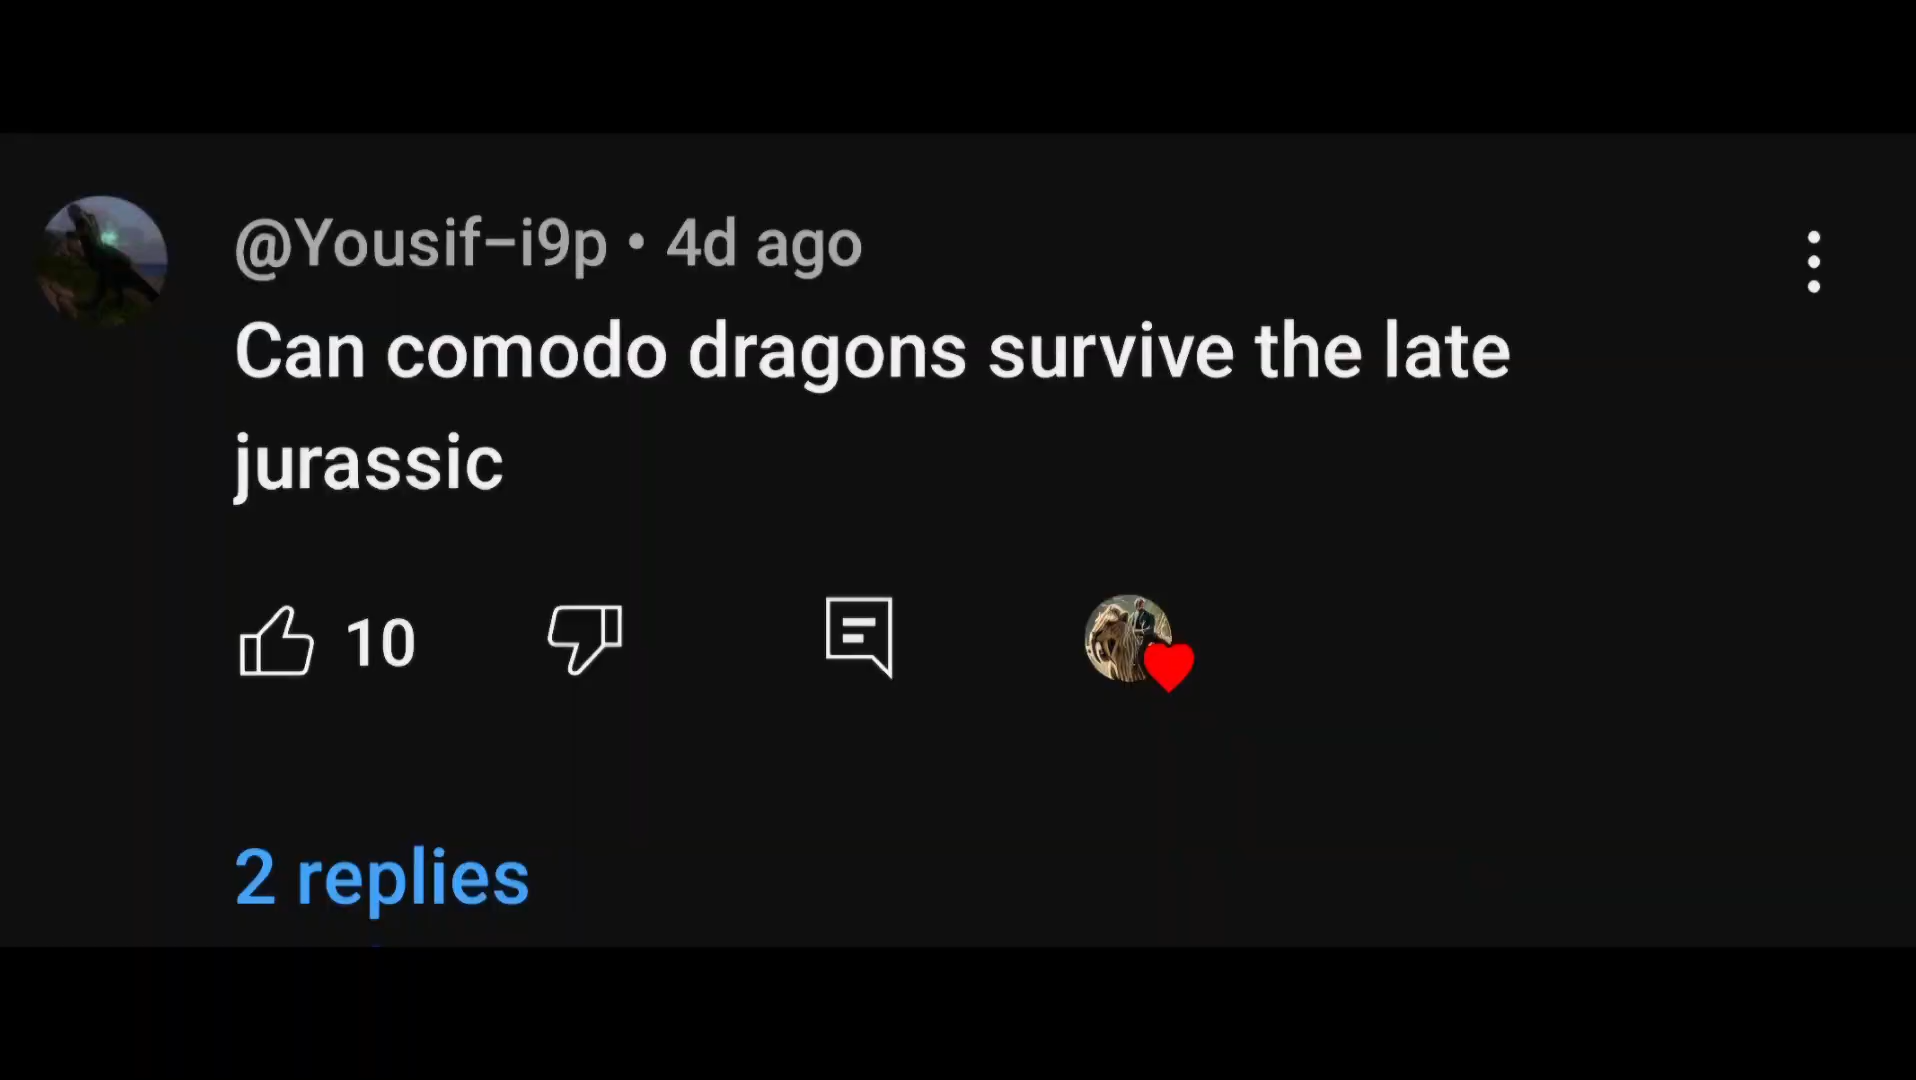 @Yousif-i9p • 4d ago
Can comodo dragons survive the late
jurassic
10
2 replies